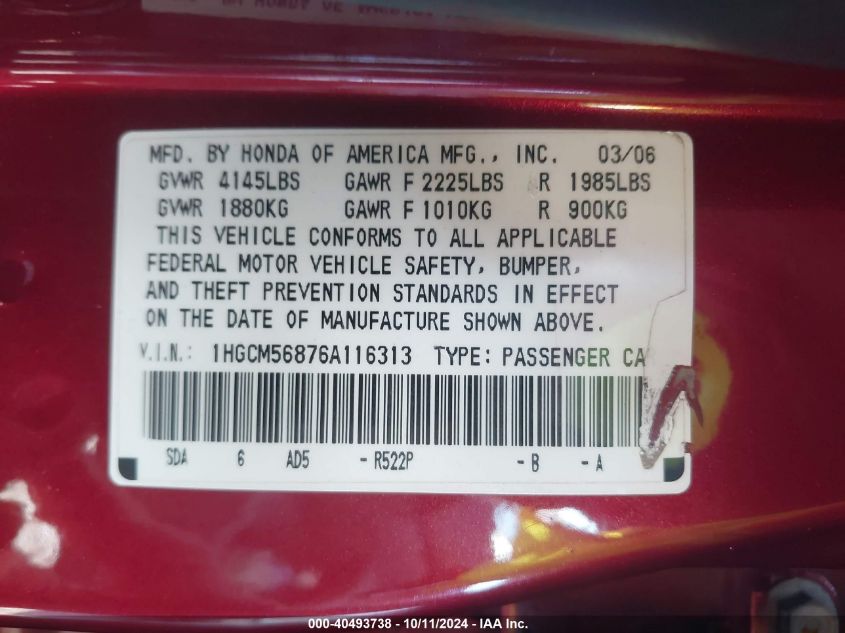 MFD. BY HONDA OF AMERICA MFG., INC. 03/06
GVWR 4145LBS GAWR F 2225LBS R 1985LBS
GVWR 1880KG GAWR F 1010KG R 900KG
THIS VEHICLE CONFORMS TO ALL APPLICABLE
FEDERAL MOTOR VEHICLE SAFETY, BUMPER,
AND THEFT PREVENTION STANDARDS IN EFFECT
ON THE DATE OF MANUFACTURE SHOWN ABOVE.
V.I.N.: 1HGCM56876A116313 TYPE: PASSENGER CA
SDA 6 AD5 - R522P - B - A
000-40493738 - 10/11/2024 - IAA Inc.